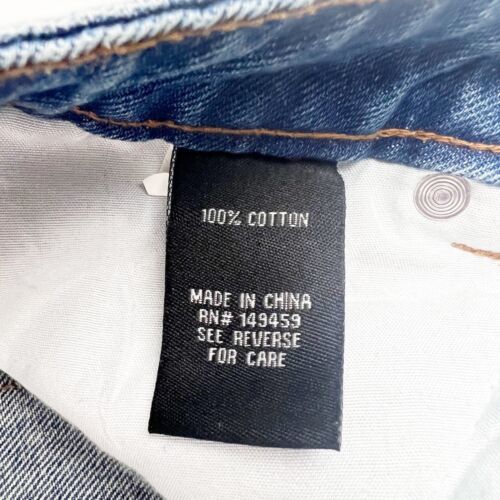 100% COTTON
MADE IN CHINA
RN# 149459
SEE REVERSE
FOR CARE